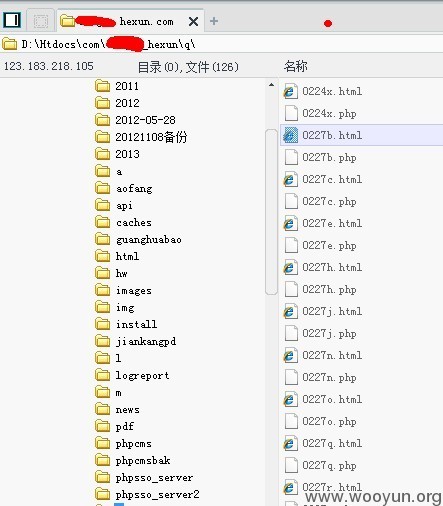 hexun.com
D:\Htdocs\com\ _hexun\q\
123.183.218.105 目录(0),文件(126) 名称
2011
2012
2012-05-28
20121108备份
2013
a
aofang
api
caches
guanghuabao
html
hw
images
img
install
jiankangpd
l
logreport
m
news
pdf
phpcms
phpcmsbak
phpsso_server
phpsso_server2
0224x.html
0224x.php
0227b.html
0227b.php
0227c.html
0227c.php
0227e.html
0227e.php
0227h.html
0227h.php
0227j.html
0227j.php
0227n.html
0227n.php
0227o.html
0227o.php
0227q.html
0227q.php
0227r.html
www.wooyun.org